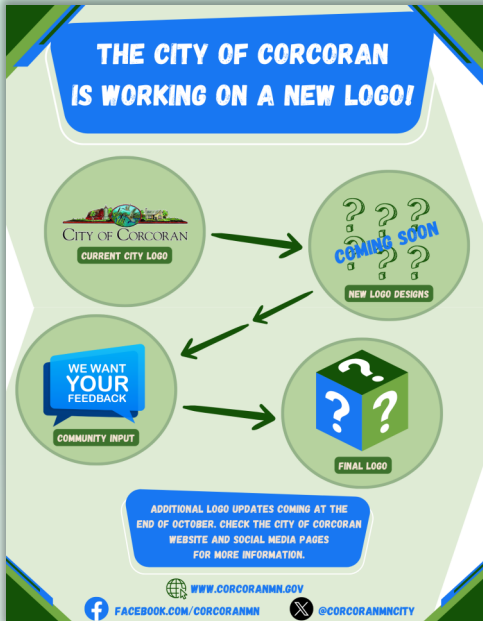 THE CITY OF CORCORAN
IS WORKING ON A NEW LOGO!
CITY OF CORCORAN
CURRENT CITY LOGO
? ? ?
? ? ?
? ? ?
COMING SOON
NEW LOGO DESIGNS
WE WANT
YOUR
FEEDBACK
COMMUNITY INPUT
? ? ?
FINAL LOGO
ADDITIONAL LOGO UPDATES COMING AT THE
END OF OCTOBER. CHECK THE CITY OF CORCORAN
WEBSITE AND SOCIAL MEDIA PAGES
FOR MORE INFORMATION.
WWW.CORCORANMN.GOV
FACEBOOK.COM/CORCORANMN
@CORCORANMNCITY